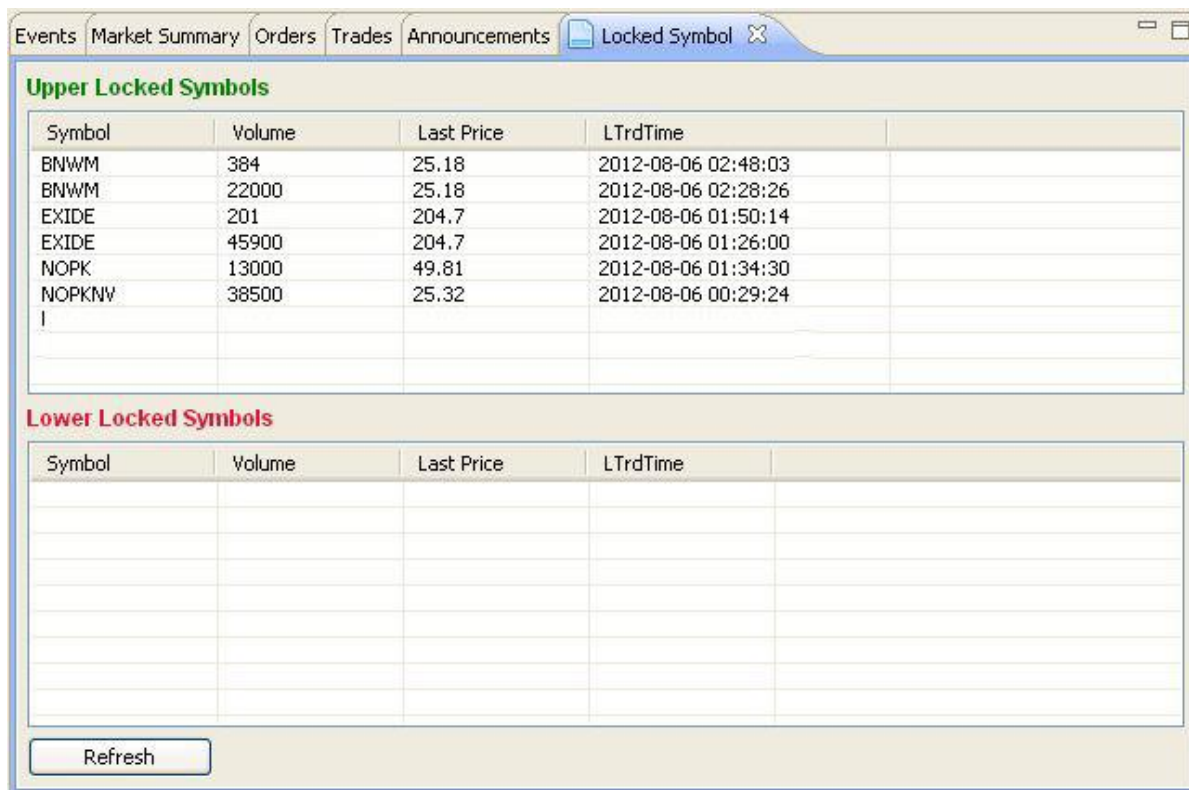 Events Market Summary Orders Trades Announcements Locked Symbol
Upper Locked Symbols
Symbol Volume Last Price LTrdTime
BNWM 384 25.18 2012-08-06 02:48:03
BNWM 22000 25.18 2012-08-06 02:28:26
EXIDE 201 204.7 2012-08-06 01:50:14
EXIDE 45900 204.7 2012-08-06 01:26:00
NOPK 13000 49.81 2012-08-06 01:34:30
NOPKNV 38500 25.32 2012-08-06 00:29:24
Lower Locked Symbols
Symbol Volume Last Price LTrdTime
Refresh